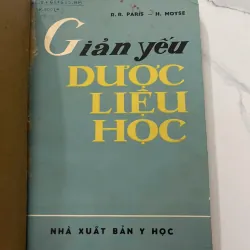 R. R. PARIS — H. MOYSE
Giản yếu
DƯỢC
LIỆU
HỌC
NHÀ XUẤT BẢN Y HỌC